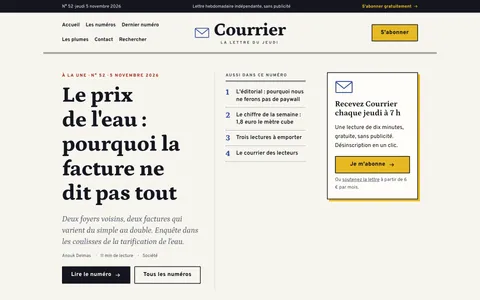 N° 52 · jeudi 5 novembre 2026
Lettre hebdomadaire indépendante, sans publicité
S'abonner gratuitement →
Accueil Les numéros Dernier numéro
Les plumes Contact Rechercher
Courrier
LA LETTRE DU JEUDI
S'abonner
À LA UNE · N° 52 · 5 NOVEMBRE 2026
Le prix
de l'eau :
pourquoi la
facture ne
dit pas tout
Deux foyers voisins, deux factures qui
varient du simple au double. Enquête dans
les coulisses de la tarification de l'eau.
Anouk Delmas · 11 min de lecture · Société
Lire le numéro →
Tous les numéros
AUSSI DANS CE NUMÉRO
1 L'éditorial : pourquoi nous
ne ferons pas de paywall
2 Le chiffre de la semaine :
1,8 euro le mètre cube
3 Trois lectures à emporter
4 Le courrier des lecteurs
Recevez Courrier
chaque jeudi à 7 h
Une lettre de dix minutes,
gratuite, sans publicité.
Désinscription en un clic.
Je m'abonne →
Ou soutenez la lettre à partir de 6
€ par mois.